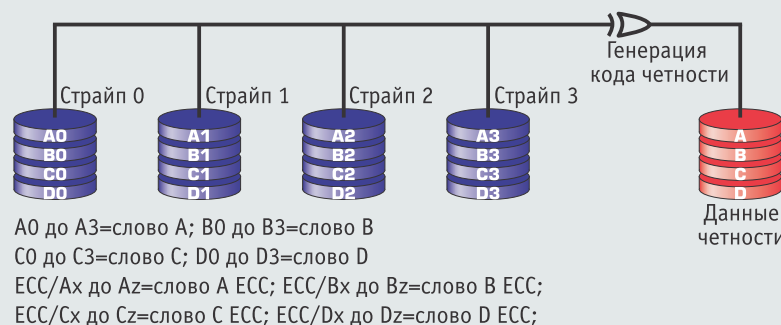 Генерация
кода четности
Страйп 0 Страйп 1 Страйп 2 Страйп 3
A0 A1 A2 A3 A
B0 B1 B2 B3 B
C0 C1 C2 C3 C
D0 D1 D2 D3 D
Данные
четности
A0 до A3=слово A; B0 до B3=слово B
C0 до C3=слово C; D0 до D3=слово D
ECC/Ax до Az=слово A ECC; ECC/Bx до Bz=слово B ECC;
ECC/Cx до Cz=слово C ECC; ECC/Dx до Dz=слово D ECC;